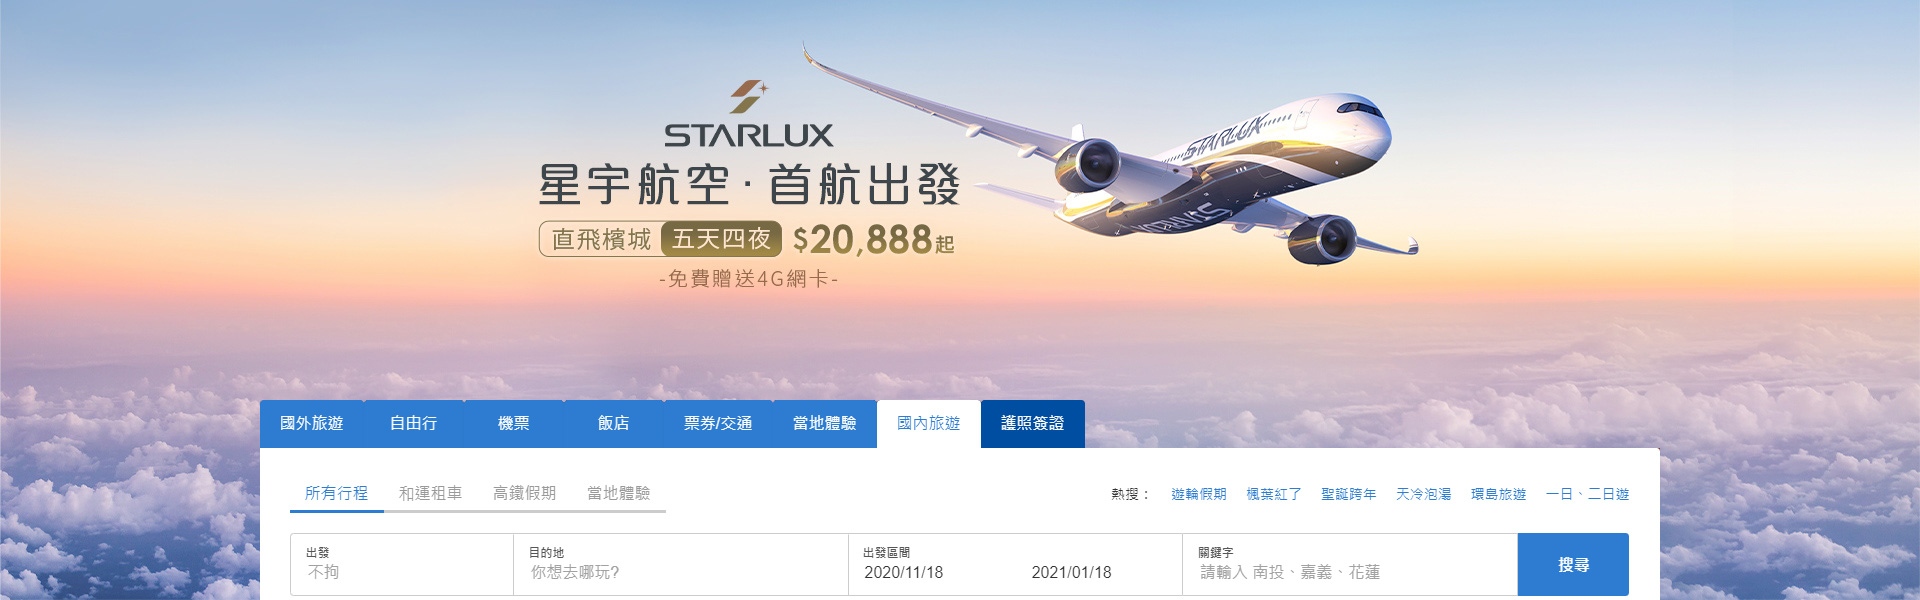 STARLUX
星宇航空·首航出發
直飛檳城 五天四夜 $20,888起
-免費贈送4G網卡-
STARLUX
STARLUX
國外旅遊 自由行 機票 飯店 票券/交通 當地體驗 國內旅遊 護照簽證
所有行程 和運租車 高鐵假期 當地體驗 熱搜： 遊輪假期 楓葉紅了 聖誕跨年 天冷泡湯 環島旅遊 一日、二日遊
出發 目的地 出發區間 關鍵字
不拘 你想去哪玩? 2020/11/18 2021/01/18 請輸入 南投、嘉義、花蓮
搜尋